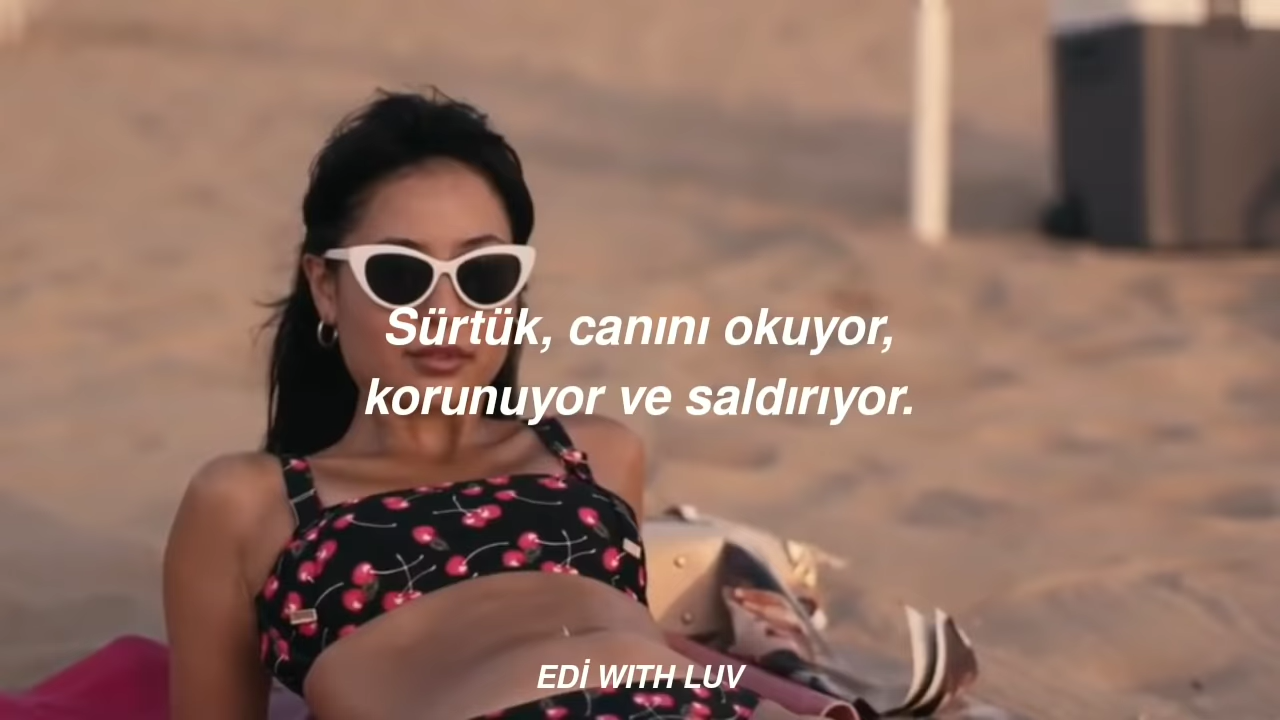 Sürtük, canını okuyor,
korunuyor ve saldırıyor.
EDİ WITH LUV